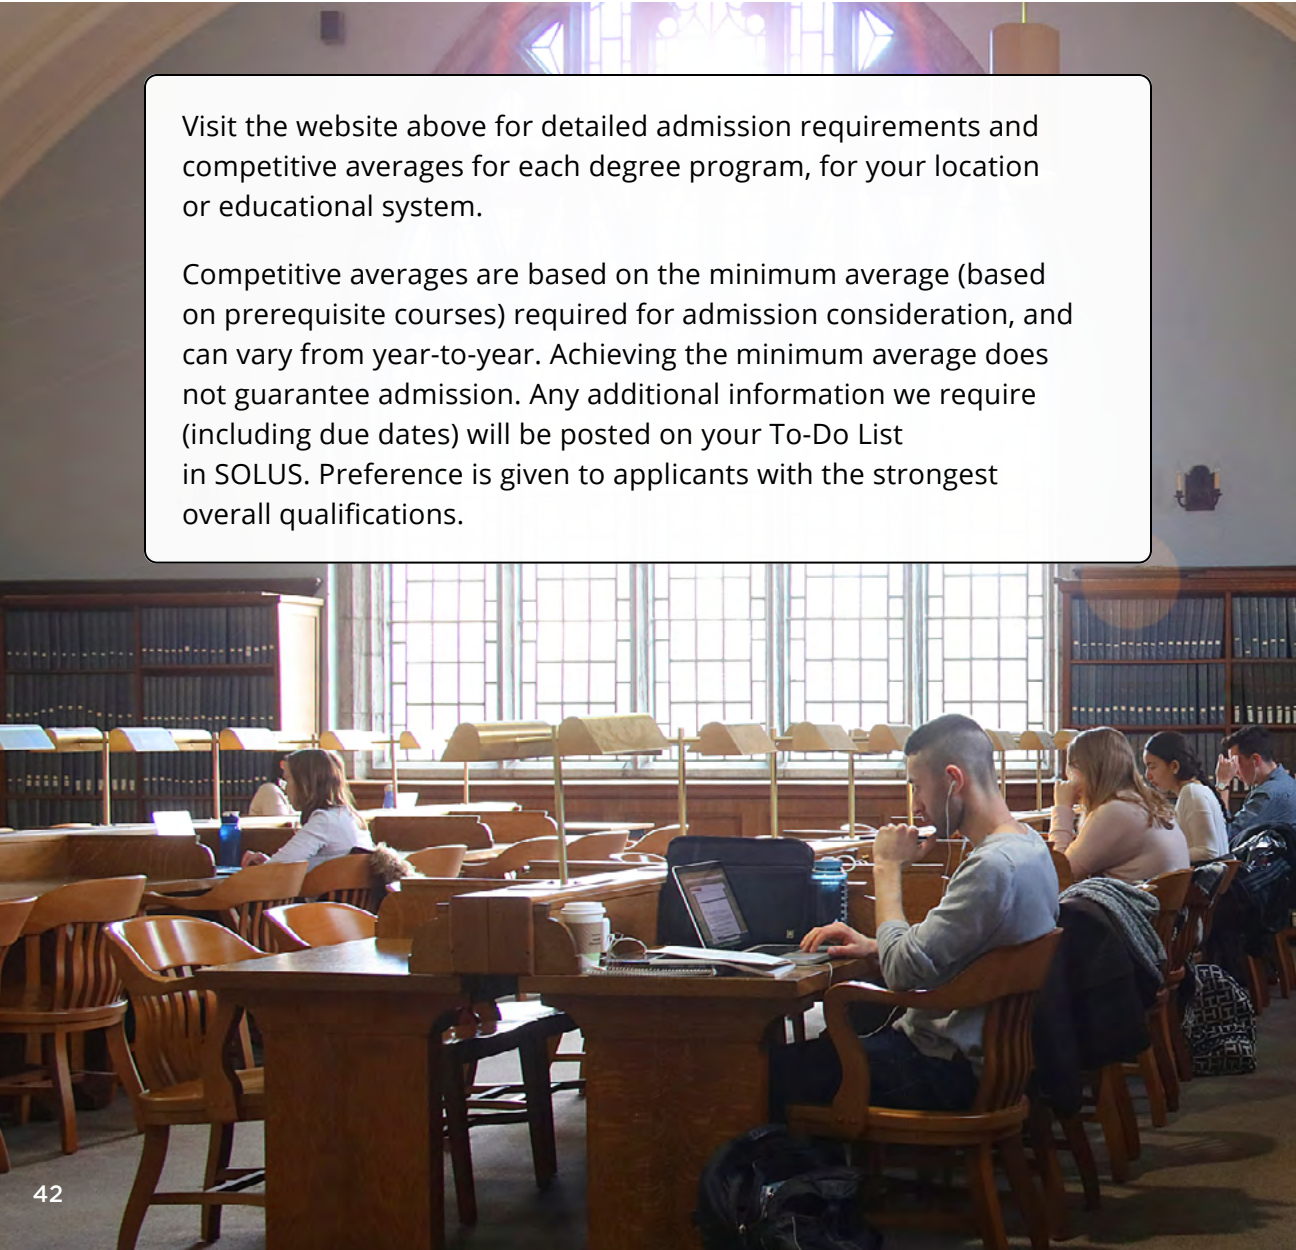 Visit the website above for detailed admission requirements and
competitive averages for each degree program, for your location
or educational system.
Competitive averages are based on the minimum average (based
on prerequisite courses) required for admission consideration, and
can vary from year-to-year. Achieving the minimum average does
not guarantee admission. Any additional information we require
(including due dates) will be posted on your To-Do List
in SOLUS. Preference is given to applicants with the strongest
overall qualifications.
42